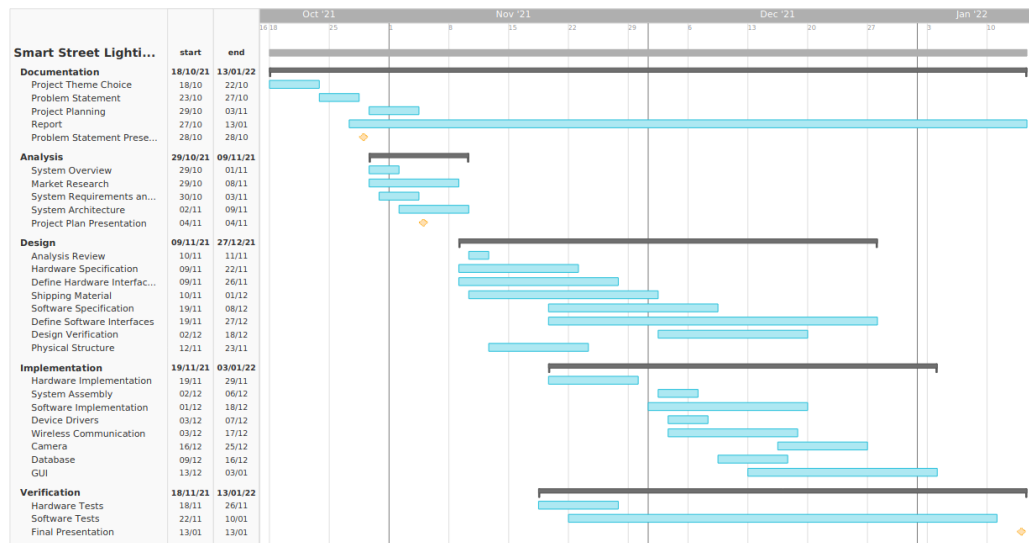 Oct '21 Nov '21 Dec '21 Jan '22
16 18 25 1 8 15 22 29 6 13 20 27 3 10
Smart Street Lighti... start end
Documentation 18/10/21 13/01/22
Project Theme Choice 18/10 22/10
Problem Statement 23/10 27/10
Project Planning 29/10 03/11
Report 27/10 13/01
Problem Statement Prese... 28/10 28/10
Analysis 29/10/21 09/11/21
System Overview 29/10 01/11
Market Research 29/10 08/11
System Requirements an... 30/10 03/11
System Architecture 02/11 09/11
Project Plan Presentation 04/11 04/11
Design 09/11/21 27/12/21
Analysis Review 10/11 11/11
Hardware Specification 09/11 22/11
Define Hardware Interfac... 09/11 26/11
Shipping Material 10/11 01/12
Software Specification 19/11 08/12
Define Software Interfaces 19/11 27/12
Design Verification 02/12 18/12
Physical Structure 12/11 23/11
Implementation 19/11/21 03/01/22
Hardware Implementation 19/11 29/11
System Assembly 02/12 06/12
Software Implementation 01/12 18/12
Device Drivers 03/12 07/12
Wireless Communication 03/12 17/12
Camera 16/12 25/12
Database 09/12 16/12
GUI 13/12 03/01
Verification 18/11/21 13/01/22
Hardware Tests 18/11 26/11
Software Tests 22/11 10/01
Final Presentation 13/01 13/01